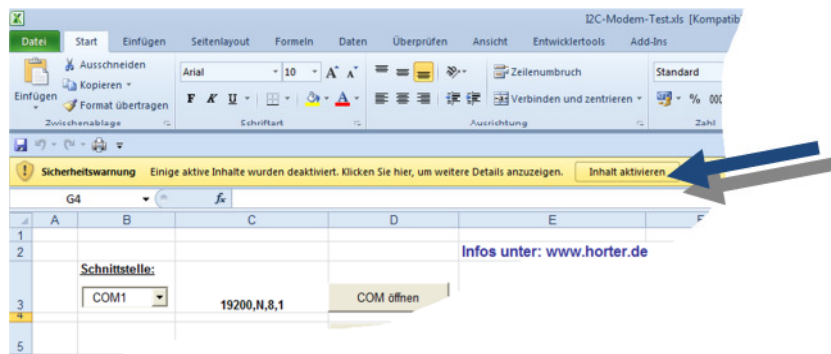 I2C-Modem-Test.xls [Kompatib
Datei Start Einfügen Seitenlayout Formeln Daten Überprüfen Ansicht Entwicklertools Add-Ins
Ausschneiden
Kopieren
Format übertragen
Einfügen
Zwischenablage
Arial 10 A A
F K U A
Schriftart
Zeilenumbruch
Verbinden und zentrieren
Ausrichtung
Standard
% 000
Zahl
Sicherheitswarnung Einige aktive Inhalte wurden deaktiviert. Klicken Sie hier, um weitere Details anzuzeigen. Inhalt aktivieren
G4 fx
A B C D E F
1
2 Infos unter: www.horter.de
Schnittstelle:
3 COM1 19200,N,8,1 COM öffnen
4
5